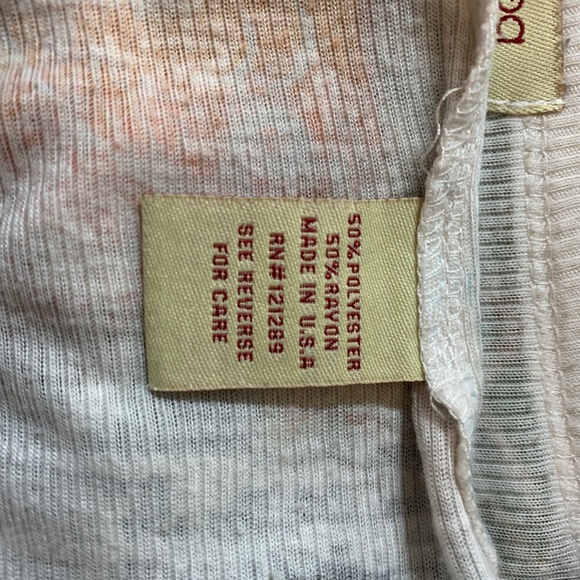 50% POLYESTER
50% RAYON
MADE IN U.S.A
RN# 121289
SEE REVERSE
FOR CARE